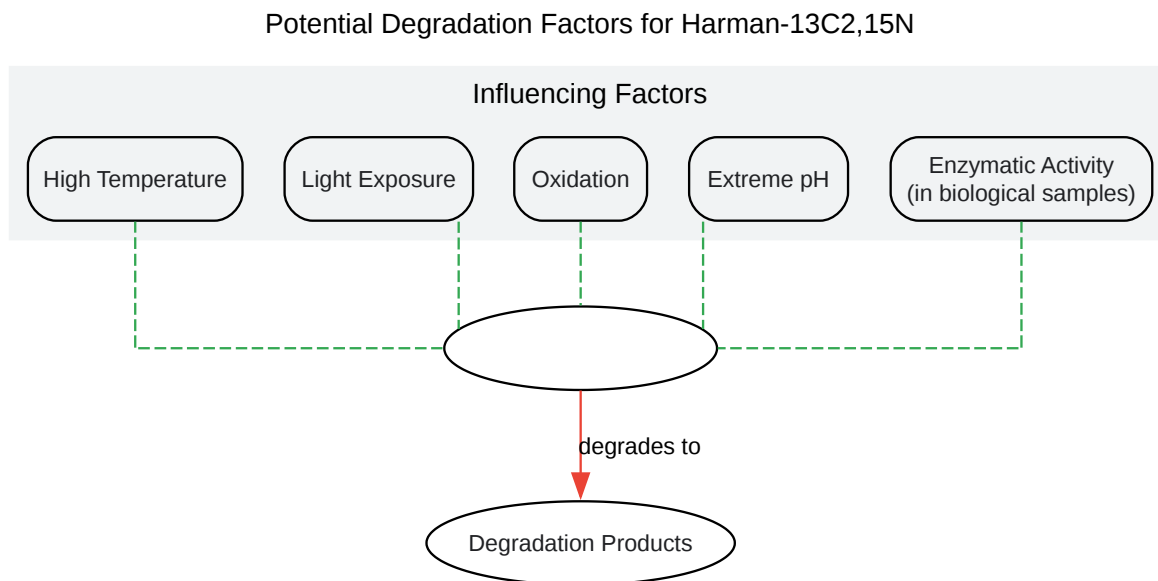 Potential Degradation Factors for Harman-13C2,15N
Influencing Factors
High Temperature
Light Exposure
Oxidation
Extreme pH
Enzymatic Activity
(in biological samples)
degrades to
Degradation Products